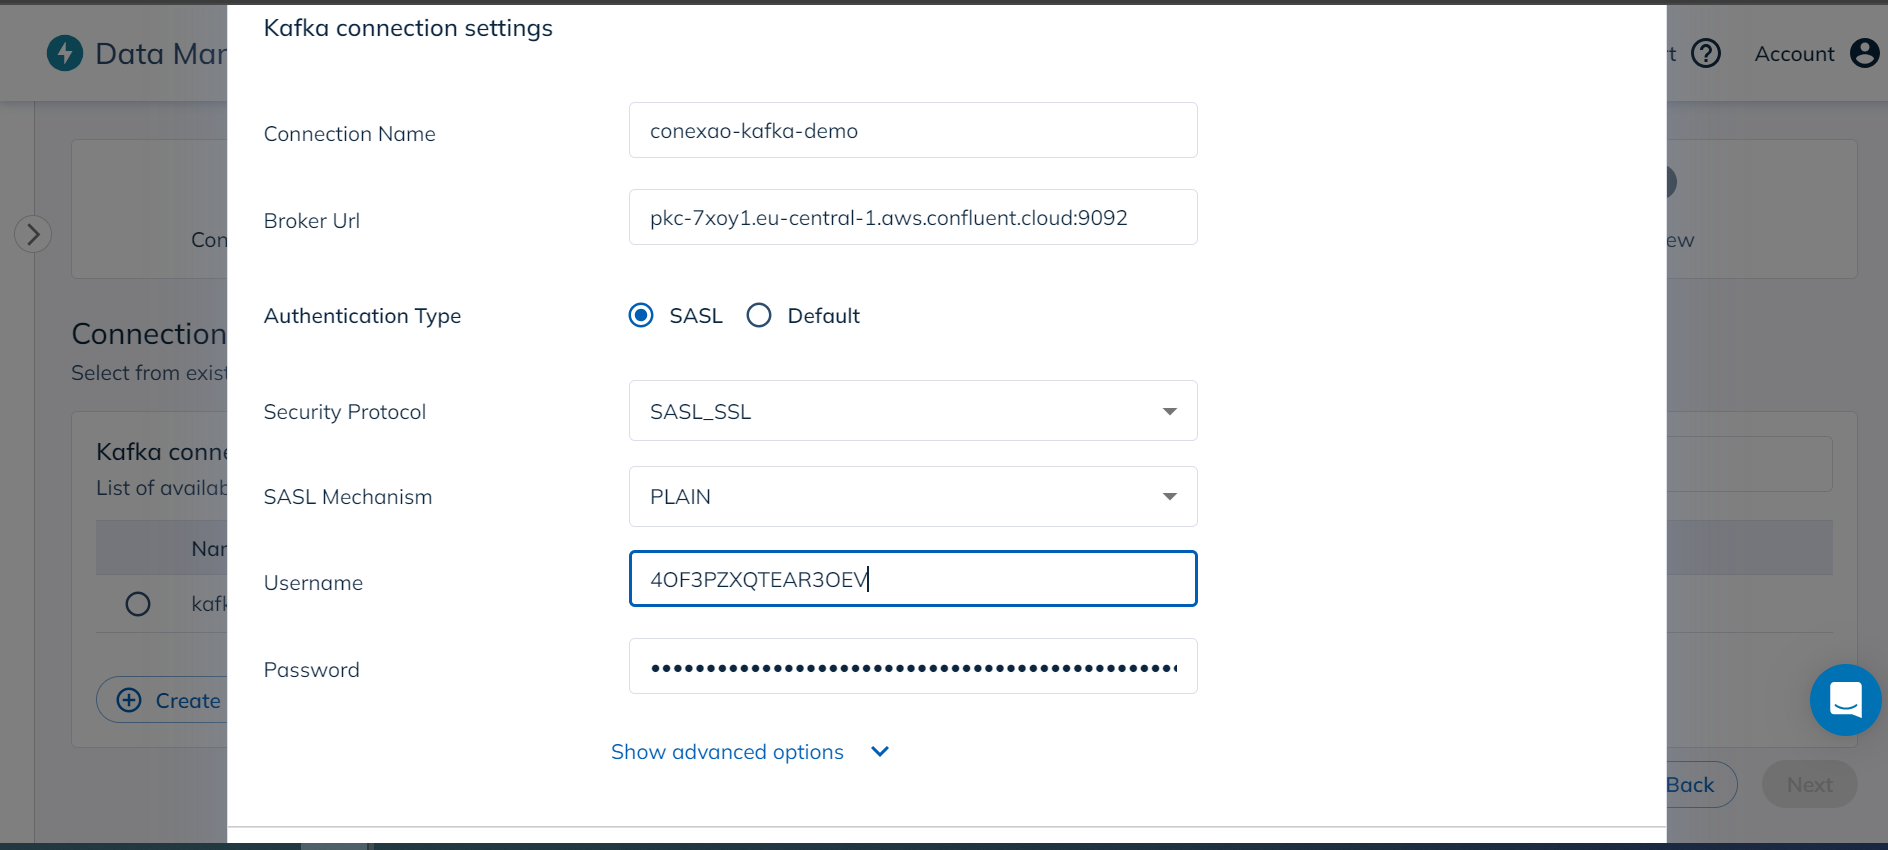 Kafka connection settings
Data Mar
Account
Connection Name
conexao-kafka-demo
Broker Url
pkc-7xoy1.eu-central-1.aws.confluent.cloud:9092
Con
ew
Authentication Type
SASL
Default
Connection
Select from exist
Security Protocol
SASL_SSL
Kafka conne
List of availab
SASL Mechanism
PLAIN
Nar
Username
4OF3PZXQTEAR3OEV
kafk
Password
••••••••••••••••••••••••••••••••••••••••••••••••
Create
Show advanced options
Back
Next